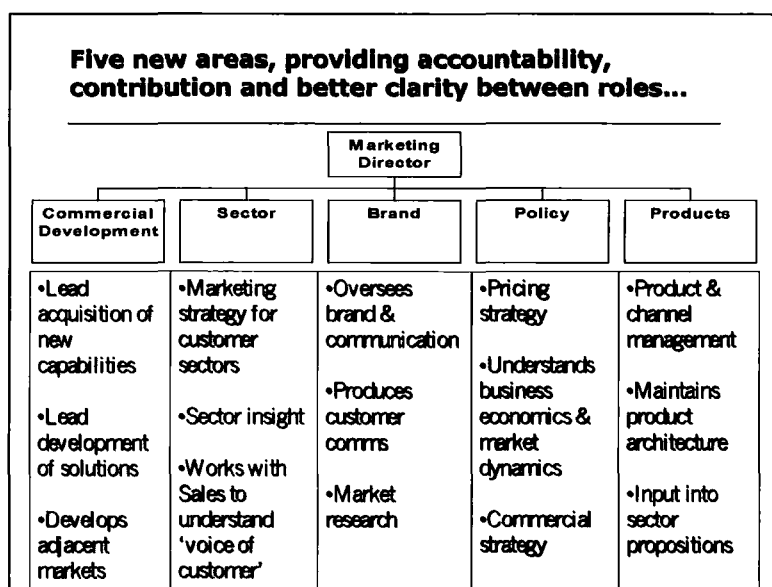 Five new areas, providing accountability,
contribution and better clarity between roles...
Marketing
Director
Commercial
Development
Sector
Brand
Policy
Products
•Lead
acquisition of
new
capabilities
•Lead
development
of solutions
•Develops
adjacent
markets
•Marketing
strategy for
customer
sectors
•Sector insight
•Works with
Sales to
understand
'voice of
customer'
•Oversees
brand &
communication
•Produces
customer
comms
•Market
research
•Pricing
strategy
•Understands
business
economics &
market
dynamics
•Commercial
strategy
•Product &
channel
management
•Maintains
product
architecture
•Input into
sector
propositions